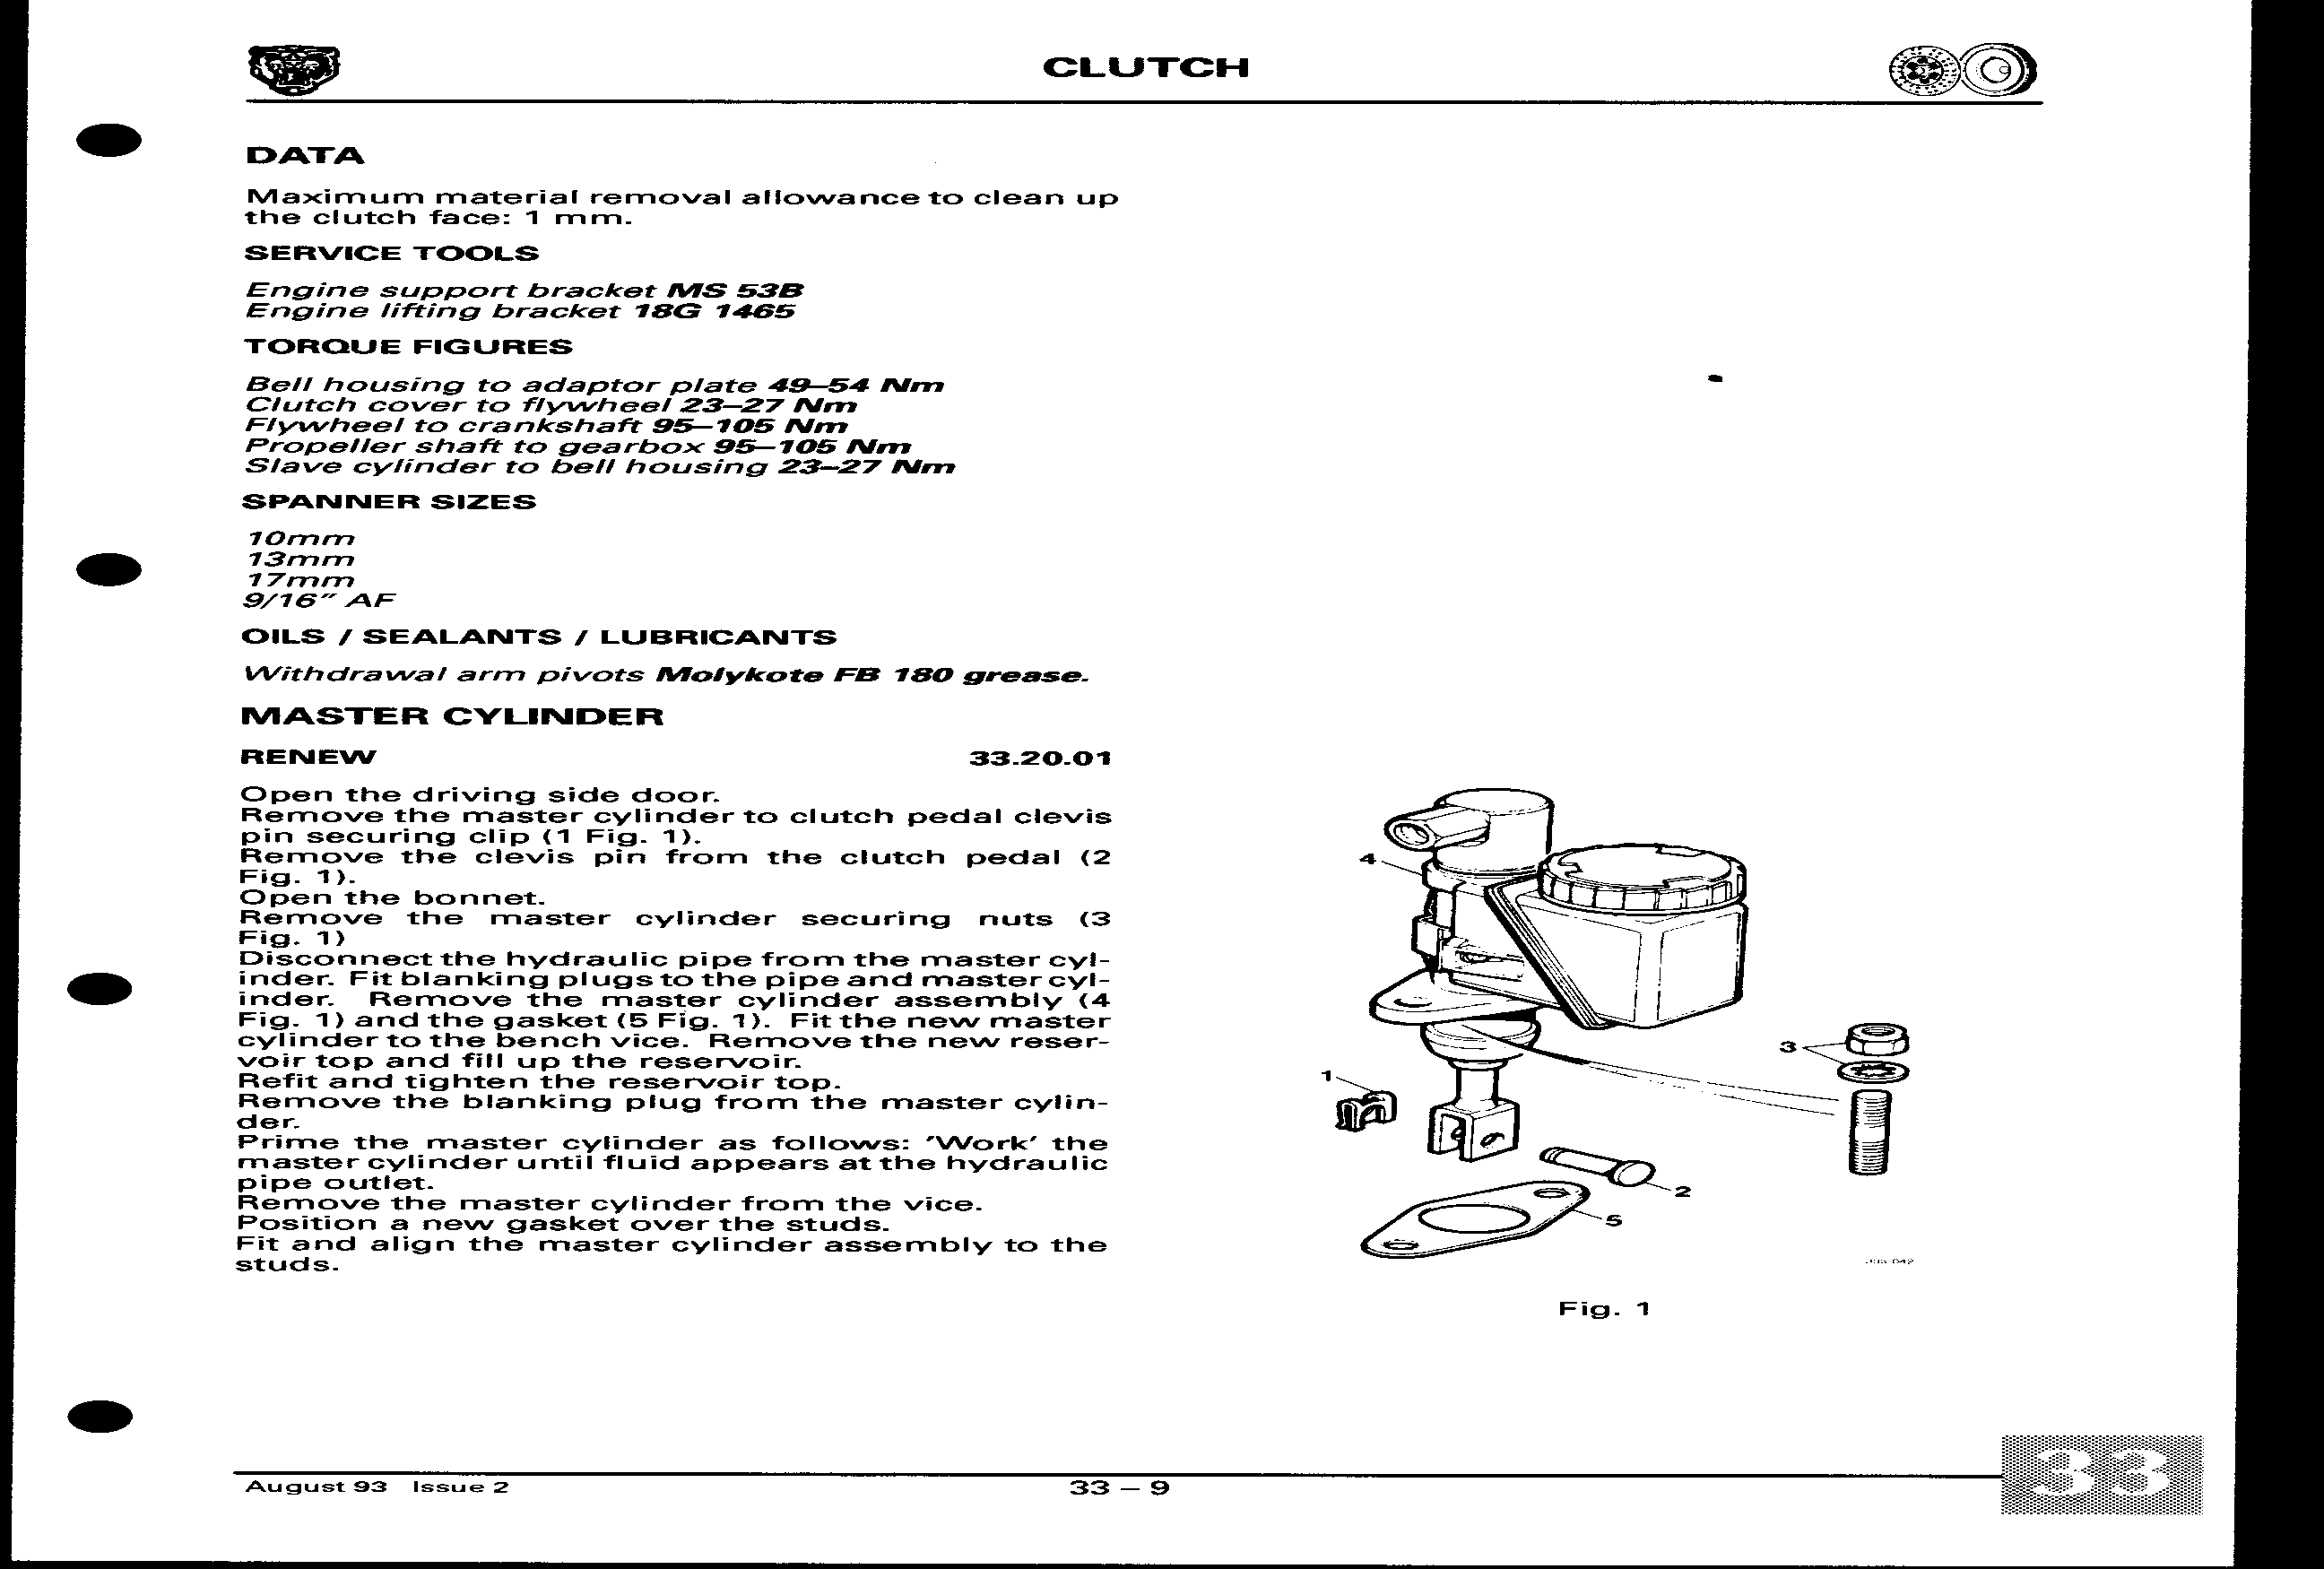 CLUTCH
DATA
Maximum material removal allowance to clean up
the clutch face: 1 mm.
SERVICE TOOLS
Engine support bracket MS 53B
Engine lifting bracket 18G 1465
TORQUE FIGURES
Bell housing to adaptor plate 49–54 Nm
Clutch cover to flywheel 23–27 Nm
Flywheel to crankshaft 95–105 Nm
Propeller shaft to gearbox 95–105 Nm
Slave cylinder to bell housing 23–27 Nm
SPANNER SIZES
10mm
13mm
17mm
9/16″ AF
OILS / SEALANTS / LUBRICANTS
Withdrawal arm pivots Molykote FB 180 grease.
MASTER CYLINDER
RENEW 33.20.01
Open the driving side door.
Remove the master cylinder to clutch pedal clevis
pin securing clip (1 Fig. 1).
Remove the clevis pin from the clutch pedal (2
Fig. 1).
Open the bonnet.
Remove the master cylinder securing nuts (3
Fig. 1)
Disconnect the hydraulic pipe from the master cyl-
inder. Fit blanking plugs to the pipe and master cyl-
inder. Remove the master cylinder assembly (4
Fig. 1) and the gasket (5 Fig. 1). Fit the new master
cylinder to the bench vice. Remove the new reser-
voir top and fill up the reservoir.
Refit and tighten the reservoir top.
Remove the blanking plug from the master cylin-
der.
Prime the master cylinder as follows: ′Work′ the
master cylinder until fluid appears at the hydraulic
pipe outlet.
Remove the master cylinder from the vice.
Position a new gasket over the studs.
Fit and align the master cylinder assembly to the
studs.
4
3
1
2
5
Fig. 1
August 93 Issue 2
33 – 9
33